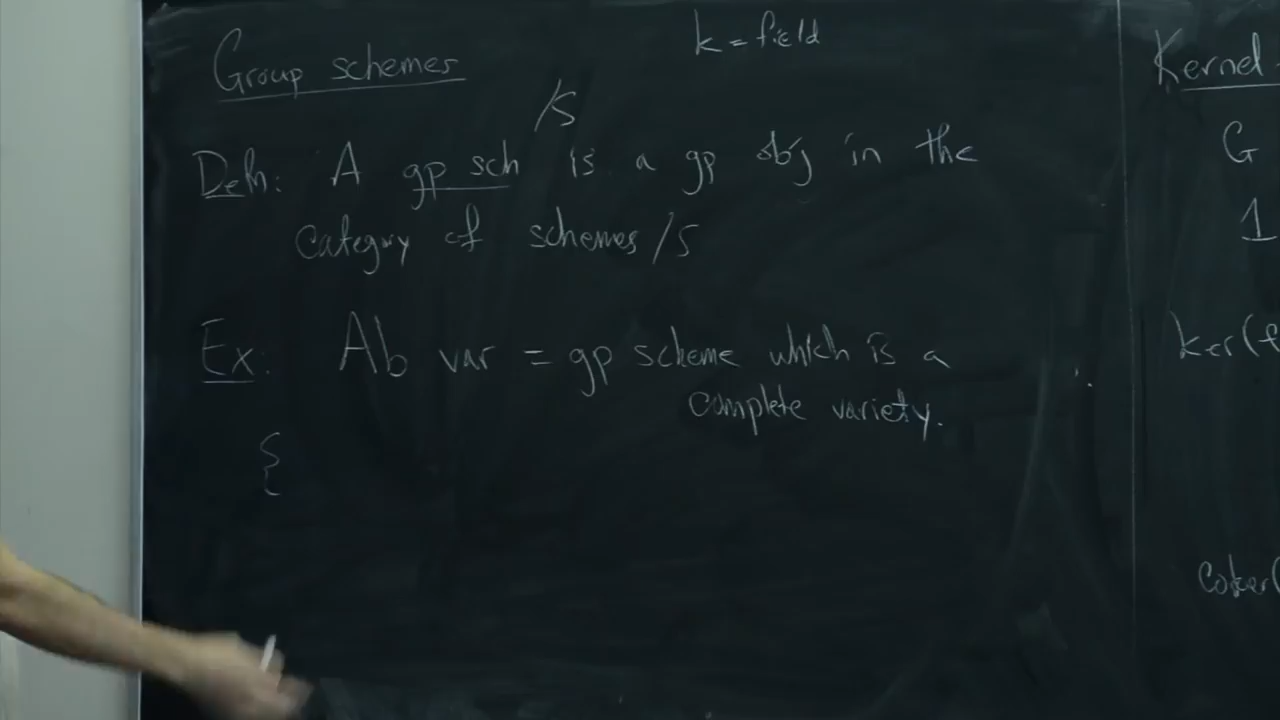 Group schemes
k = field
/S
Defn: A gp sch is a gp obj in the
category of schemes/S
Ex: Ab var = gp scheme which is a
complete variety.
{
Kernel
G
1
ker(f
coker(